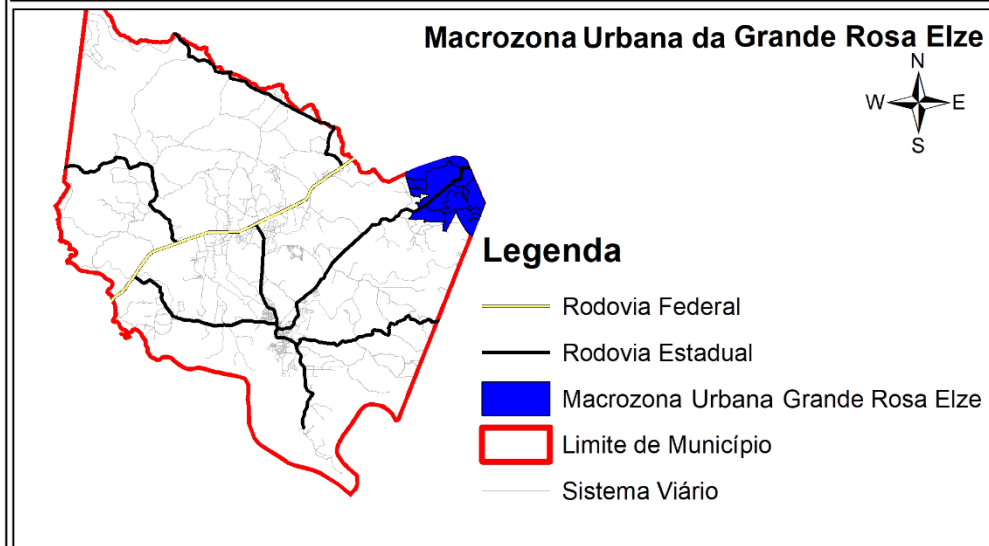 Macrozona Urbana da Grande Rosa Elze
N
W E
S
Legenda
Rodovia Federal
Rodovia Estadual
Macrozona Urbana Grande Rosa Elze
Limite de Município
Sistema Viário